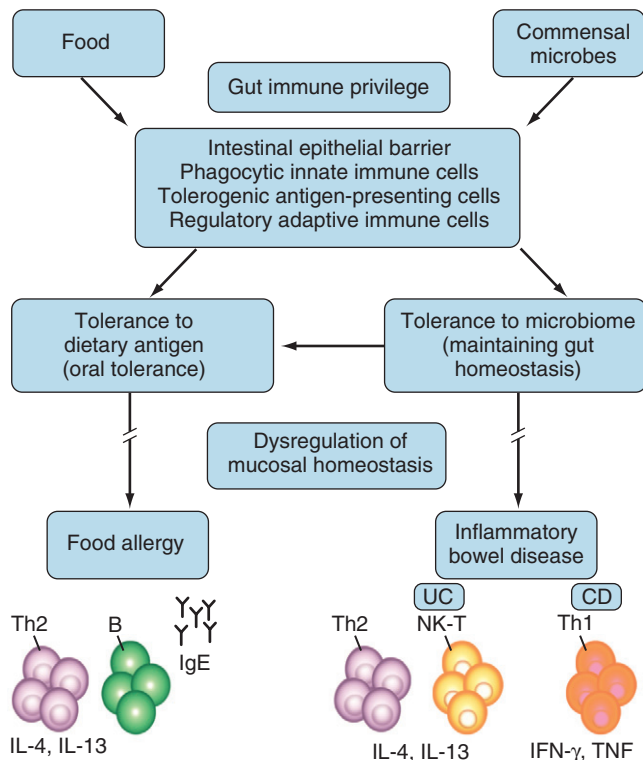 Food
Commensal
microbes
Gut immune privilege
Intestinal epithelial barrier
Phagocytic innate immune cells
Tolerogenic antigen-presenting cells
Regulatory adaptive immune cells
Tolerance to
dietary antigen
(oral tolerance)
Tolerance to microbiome
(maintaining gut
homeostasis)
Dysregulation of
mucosal homeostasis
Food allergy
Inflammatory
bowel disease
UC
CD
Th2
B
IgE
Th2
NK-T
Th1
IL-4, IL-13
IL-4, IL-13
IFN-γ, TNF